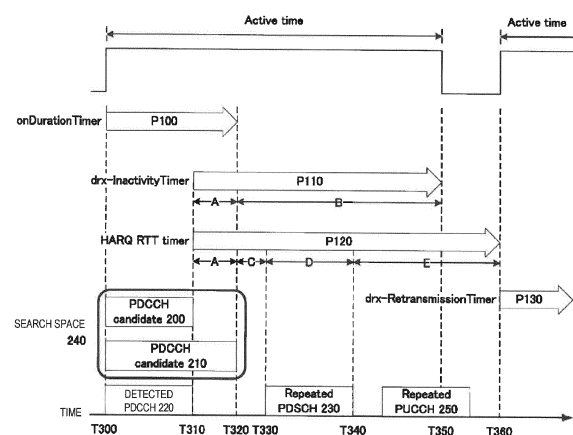 Active time
Active time
onDurationTimer
P100
drx-InactivityTimer
P110
A
B
HARQ RTT timer
P120
A
C
D
E
drx-RetransmissionTimer
P130
SEARCH SPACE
240
PDCCH
candidate 200
PDCCH
candidate 210
DETECTED
PDCCH 220
Repeated
PDSCH 230
Repeated
PUCCH 250
TIME
T300
T310
T320
T330
T340
T350
T360